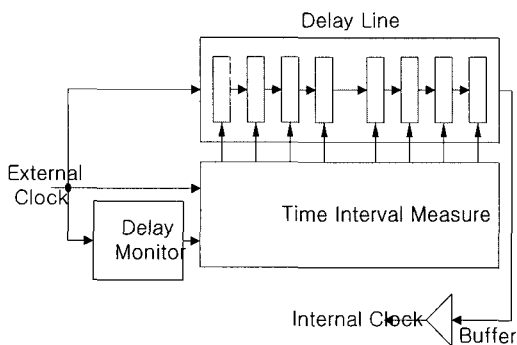 Delay Line
External
Clock
Time Interval Measure
Delay
Monitor
Internal Clock
Buffer